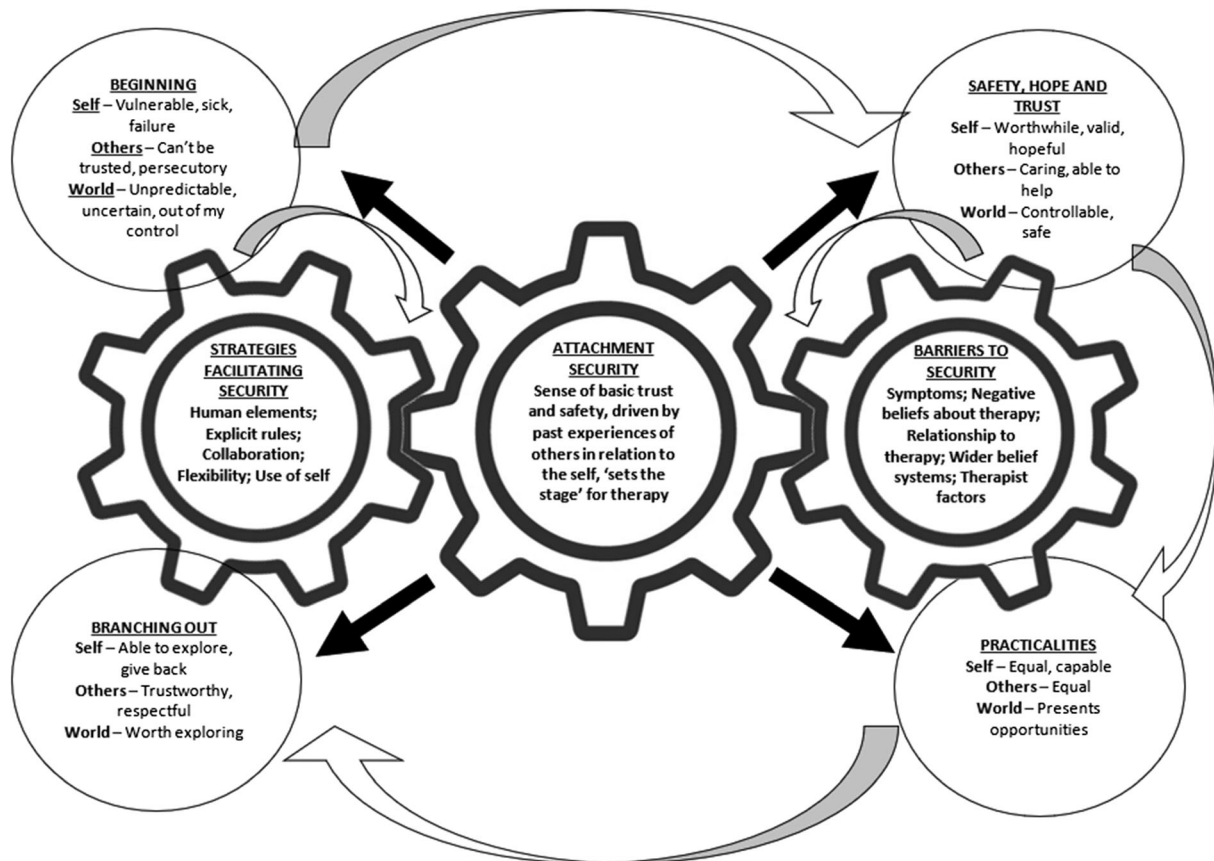 BEGINNING
Self – Vulnerable, sick,
failure
Others – Can't be
trusted, persecutory
World – Unpredictable,
uncertain, out of my
control
SAFETY, HOPE AND
TRUST
Self – Worthwhile, valid,
hopeful
Others – Caring, able to
help
World – Controllable,
safe
STRATEGIES
FACILITATING
SECURITY
Human elements;
Explicit rules;
Collaboration;
Flexibility; Use of self
ATTACHMENT
SECURITY
Sense of basic trust
and safety, driven by
past experiences of
others in relation to
the self, 'sets the
stage' for therapy
BARRIERS TO
SECURITY
Symptoms; Negative
beliefs about therapy;
Relationship to
therapy; Wider belief
systems; Therapist
factors
BRANCHING OUT
Self – Able to explore,
give back
Others – Trustworthy,
respectful
World – Worth exploring
PRACTICALITIES
Self – Equal, capable
Others – Equal
World – Presents
opportunities